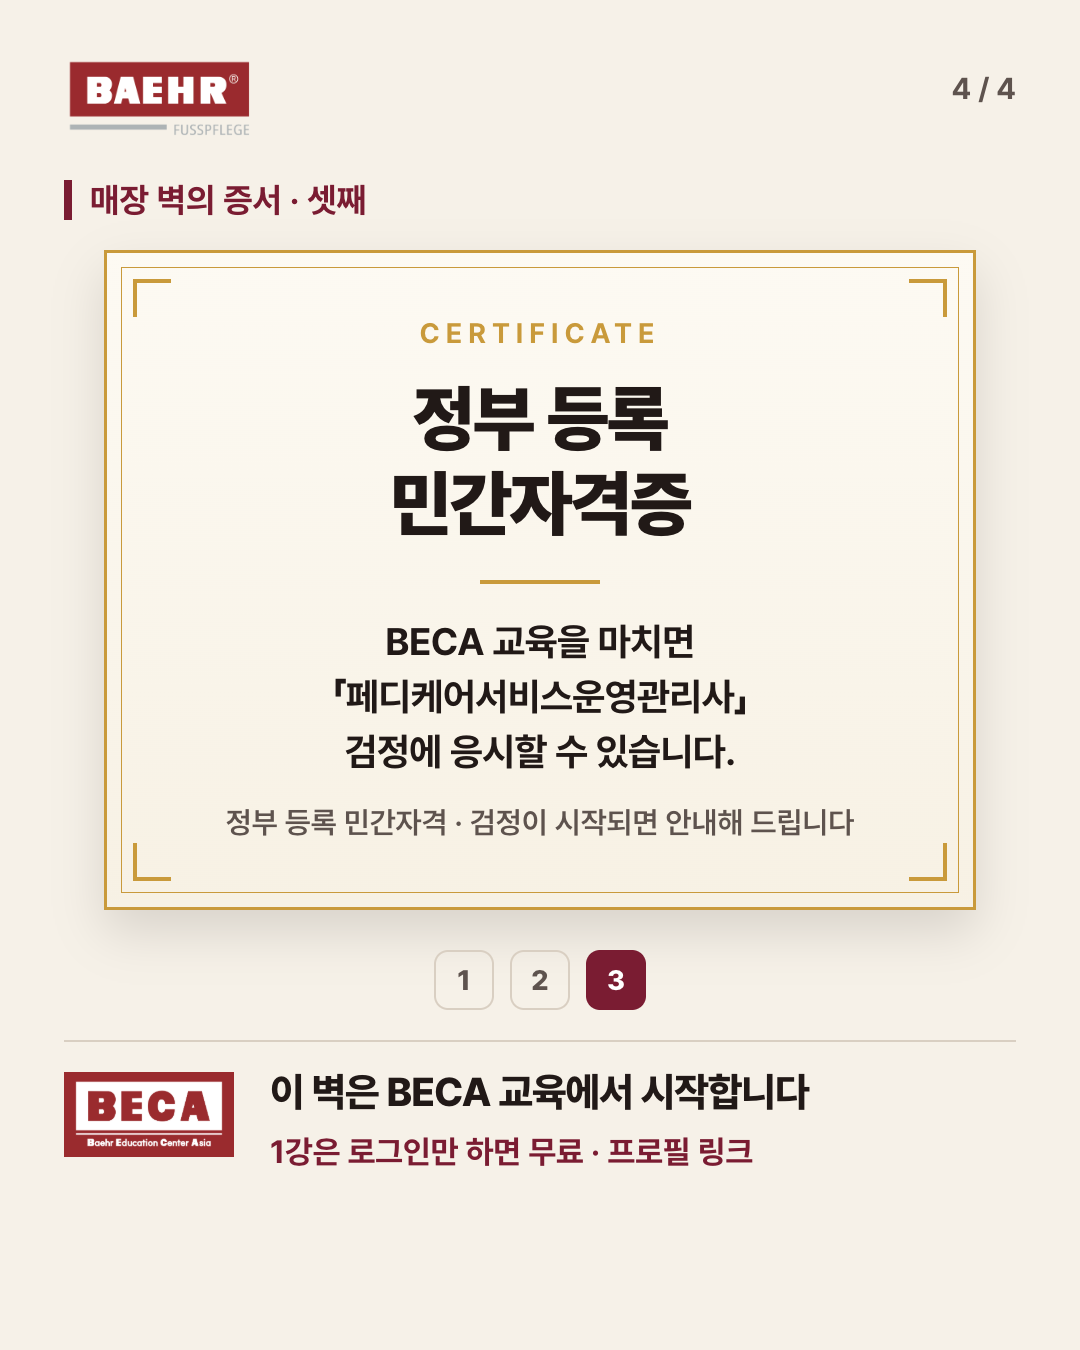 BAEHR®
FUSSPFLEGE
4 / 4
매장 벽의 증서 · 셋째
CERTIFICATE
정부 등록
민간자격증
BECA 교육을 마치면
「페디케어서비스운영관리사」
검정에 응시할 수 있습니다.
정부 등록 민간자격 · 검정이 시작되면 안내해 드립니다
1 2 3
BECA
Baehr Education Center Asia
이 벽은 BECA 교육에서 시작합니다
1강은 로그인만 하면 무료 · 프로필 링크